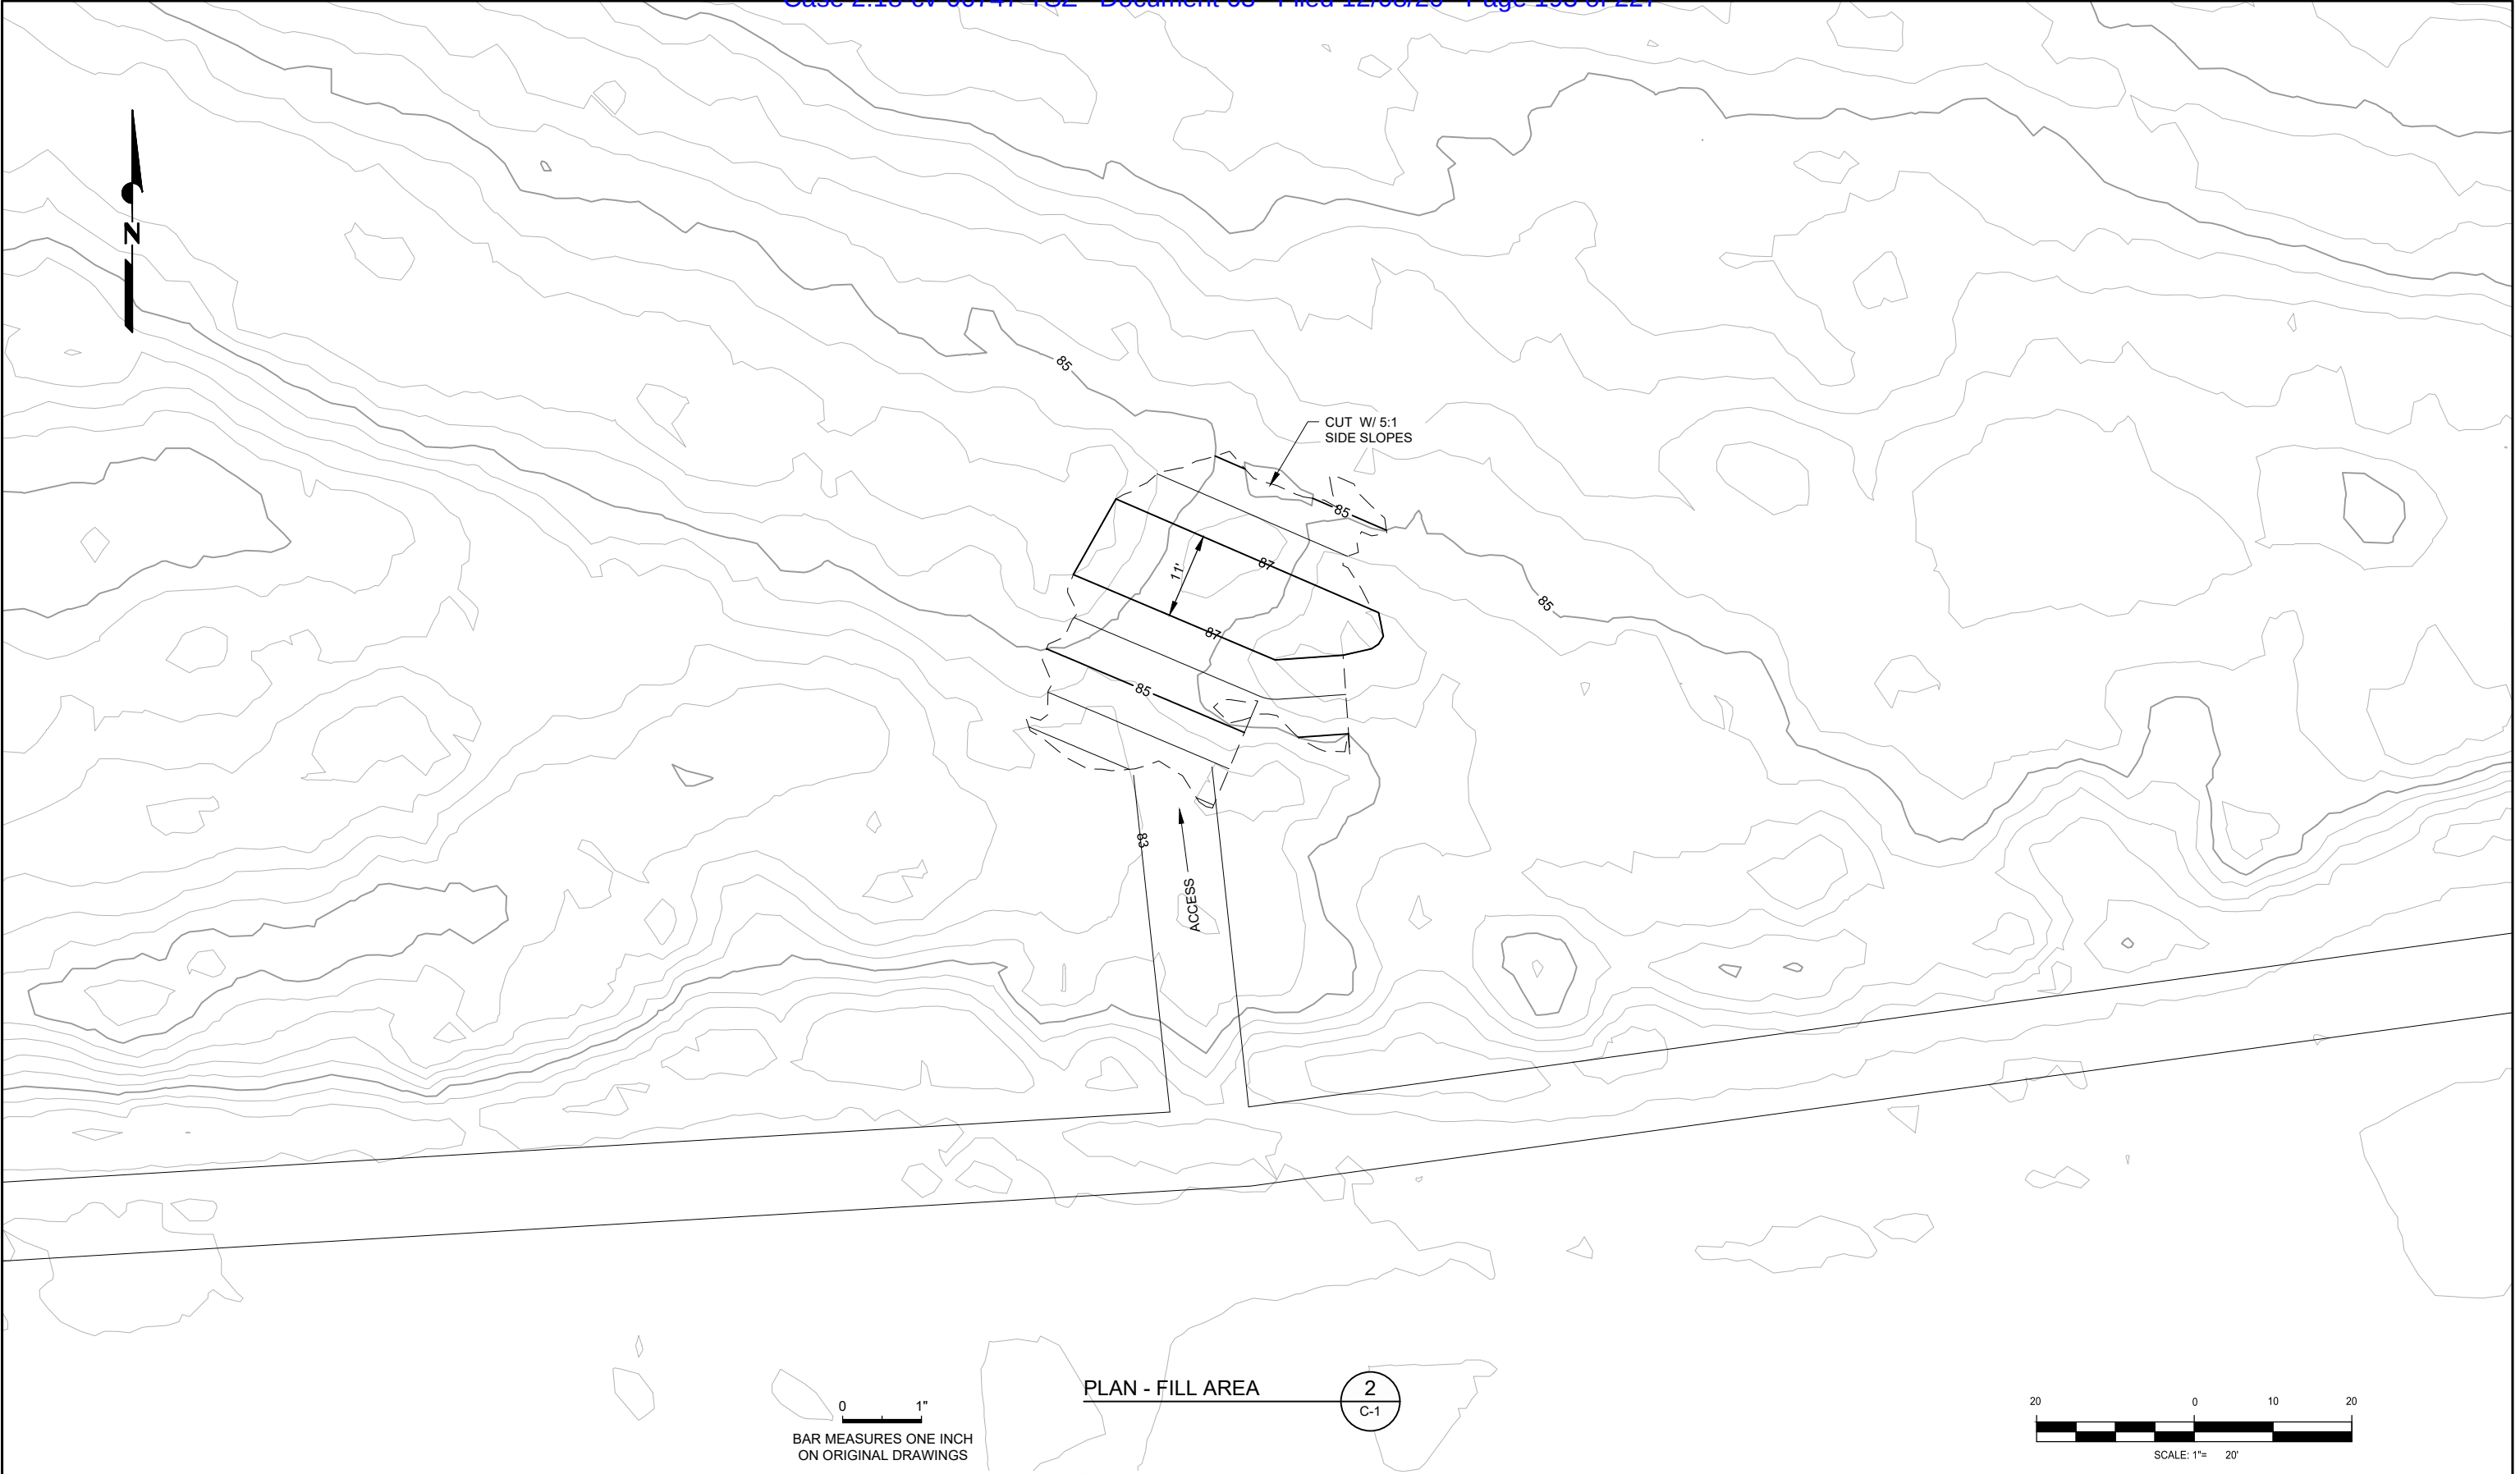 N
85
CUT W/ 5:1
SIDE SLOPES
85
87
11'
85
87
85
83
ACCESS
PLAN - FILL AREA
2
C-1
0 1"
BAR MEASURES ONE INCH
ON ORIGINAL DRAWINGS
20 0 10 20
SCALE: 1"= 20'